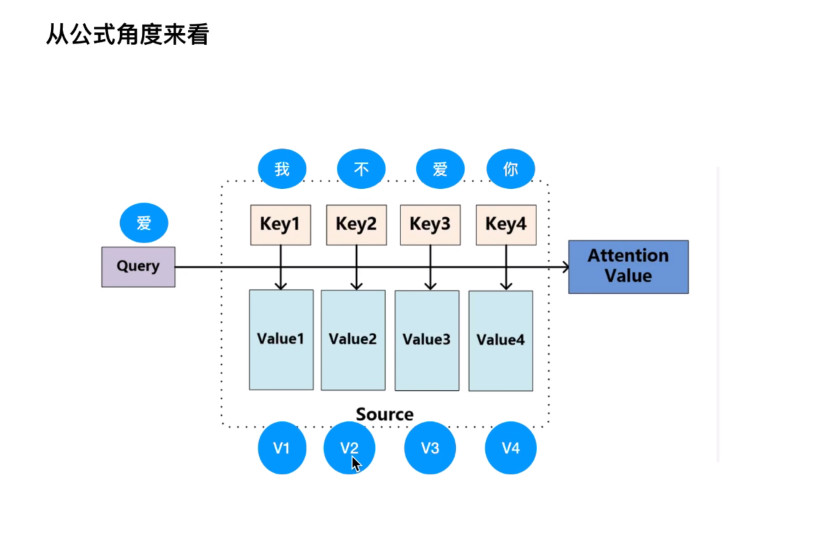 从公式角度来看
我 不 爱 你
爱
Key1 Key2 Key3 Key4
Query
Attention
Value
Value1 Value2 Value3 Value4
Source
V1 V2 V3 V4